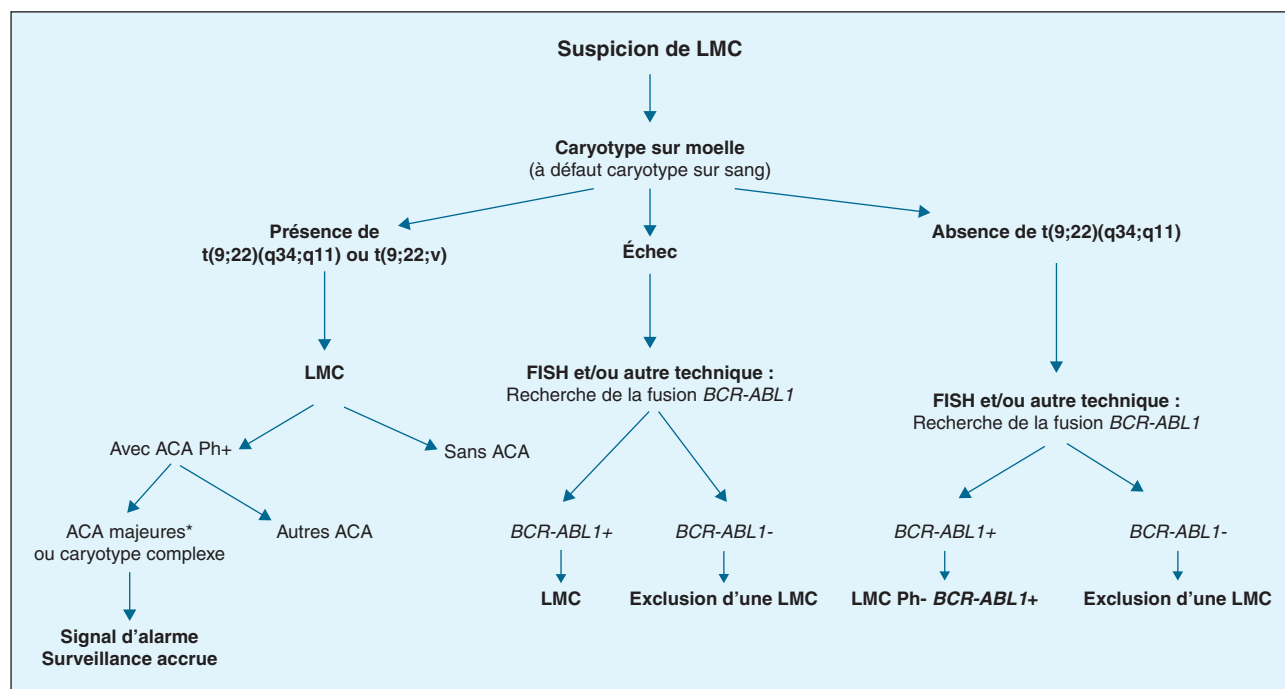 Suspicion de LMC
Caryotype sur moelle
(à défaut caryotype sur sang)
Présence de
t(9;22)(q34;q11) ou t(9;22;v)
Échec
Absence de t(9;22)(q34;q11)
LMC
FISH et/ou autre technique :
Recherche de la fusion BCR-ABL1
FISH et/ou autre technique :
Recherche de la fusion BCR-ABL1
Avec ACA Ph+
Sans ACA
ACA majeures*
ou caryotype complexe
Autres ACA
BCR-ABL1+
BCR-ABL1-
BCR-ABL1+
BCR-ABL1-
LMC
Exclusion d'une LMC
LMC Ph- BCR-ABL1+
Exclusion d'une LMC
Signal d’alarme
Surveillance accrue